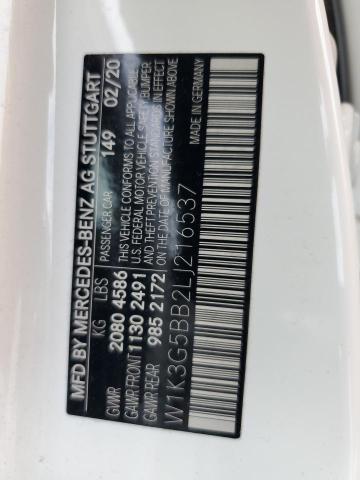 MFD BY MERCEDES-BENZ AG STUTTGART
KG LBS PASSENGER CAR 149 02/20
GVWR 2080 4586 THIS VEHICLE CONFORMS TO ALL APPLICABLE
GAWR FRONT 1130 2491 U.S. FEDERAL MOTOR VEHICLE SAFETY, BUMPER
GAWR REAR 985 2172 AND THEFT PREVENTION STANDARDS IN EFFECT
ON THE DATE OF MANUFACTURE SHOWN ABOVE
W1K3G5BB2LJ216537 MADE IN GERMANY